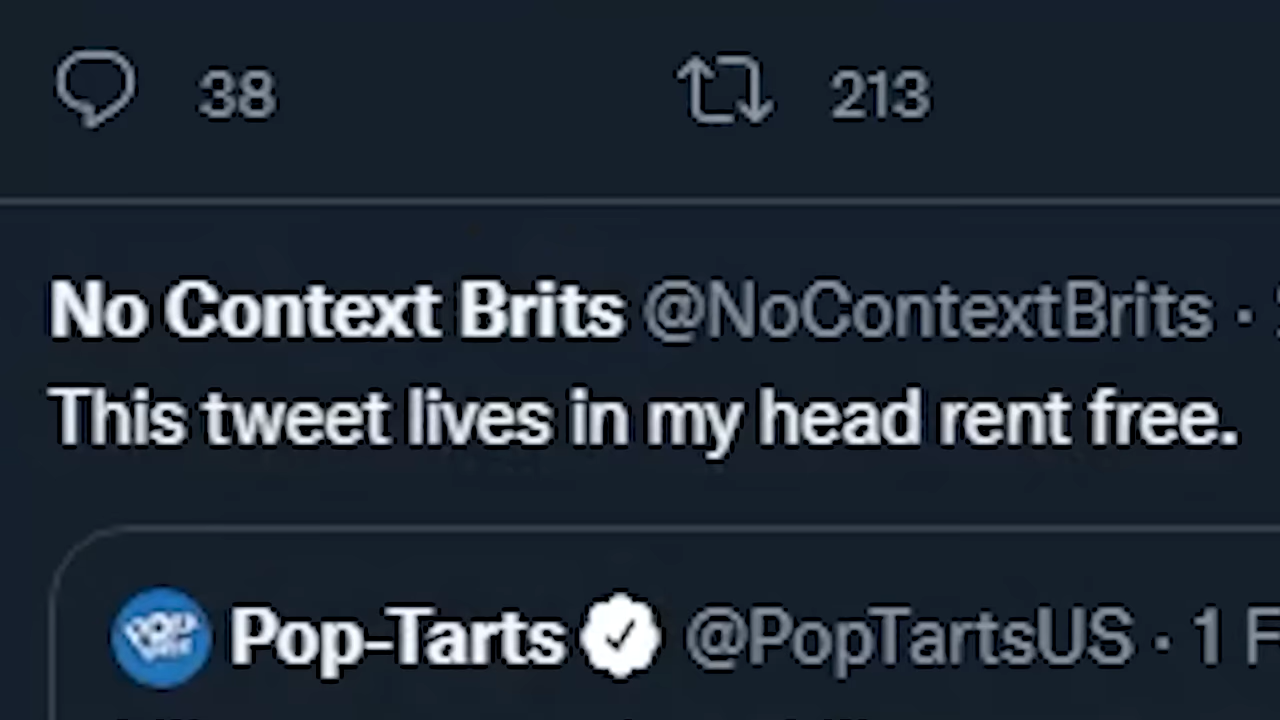 38 213
No Context Brits @NoContextBrits ·
This tweet lives in my head rent free.
Pop-Tarts @PopTartsUS · 1